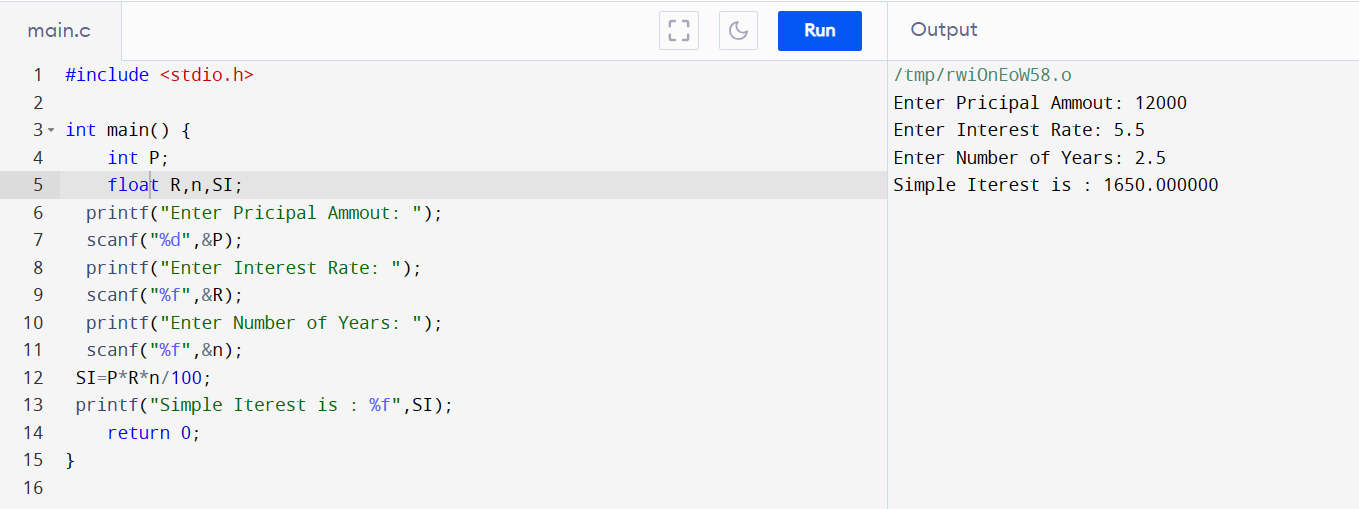 main.c
Run
Output
1 #include <stdio.h>
2
3 int main() {
4 int P;
5 float R,n,SI;
6 printf("Enter Pricipal Ammout: ");
7 scanf("%d",&P);
8 printf("Enter Interest Rate: ");
9 scanf("%f",&R);
10 printf("Enter Number of Years: ");
11 scanf("%f",&n);
12 SI=P*R*n/100;
13 printf("Simple Iterest is : %f",SI);
14 return 0;
15 }
16
/tmp/rwiOnEoW58.o
Enter Pricipal Ammout: 12000
Enter Interest Rate: 5.5
Enter Number of Years: 2.5
Simple Iterest is : 1650.000000